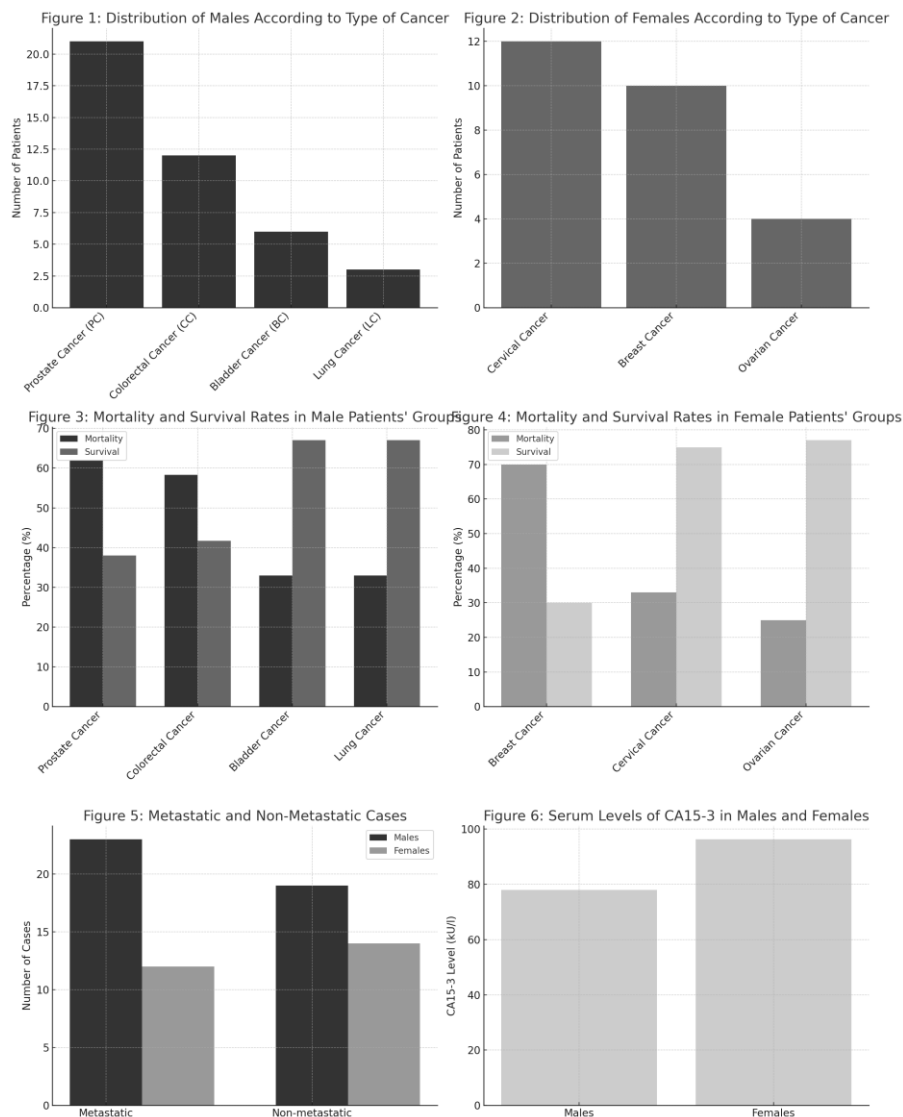 Figure 1: Distribution of Males According to Type of Cancer
Number of Patients
20.0
17.5
15.0
12.5
10.0
7.5
5.0
2.5
0.0
Prostate Cancer (PC)
Colorectal Cancer (CC)
Bladder Cancer (BC)
Lung Cancer (LC)
Figure 2: Distribution of Females According to Type of Cancer
Number of Patients
12
10
8
6
4
2
0
Cervical Cancer
Breast Cancer
Ovarian Cancer
Figure 3: Mortality and Survival Rates in Male Patients' Groups
Percentage (%)
70
60
50
40
30
20
10
0
Mortality
Survival
Prostate Cancer
Colorectal Cancer
Bladder Cancer
Lung Cancer
Figure 4: Mortality and Survival Rates in Female Patients' Groups
Percentage (%)
80
70
60
50
40
30
20
10
0
Mortality
Survival
Breast Cancer
Cervical Cancer
Ovarian Cancer
Figure 5: Metastatic and Non-Metastatic Cases
Number of Cases
20
15
10
5
0
Males
Females
Metastatic
Non-metastatic
Figure 6: Serum Levels of CA15-3 in Males and Females
CA15-3 Level (kU/l)
100
80
60
40
20
0
Males
Females